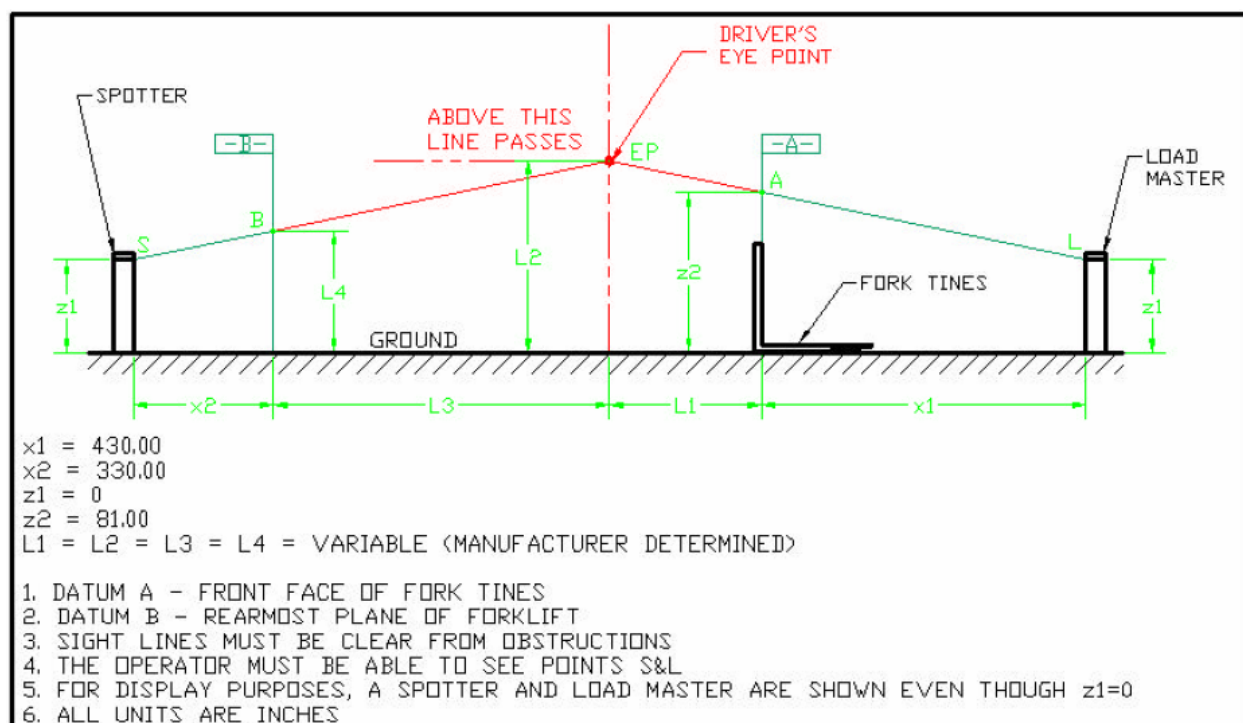 DRIVER'S
EYE POINT
SPOTTER
ABOVE THIS
LINE PASSES
-B-
EP
-A-
LOAD
MASTER
A
B
S
L
L2
z2
L4
z1
z1
FORK TINES
GROUND
x2
L3
L1
x1
x1 = 430.00
x2 = 330.00
z1 = 0
z2 = 81.00
L1 = L2 = L3 = L4 = VARIABLE (MANUFACTURER DETERMINED)
1. DATUM A - FRONT FACE OF FORK TINES
2. DATUM B - REARMOST PLANE OF FORKLIFT
3. SIGHT LINES MUST BE CLEAR FROM OBSTRUCTIONS
4. THE OPERATOR MUST BE ABLE TO SEE POINTS S&L
5. FOR DISPLAY PURPOSES, A SPOTTER AND LOAD MASTER ARE SHOWN EVEN THOUGH z1=0
6. ALL UNITS ARE INCHES